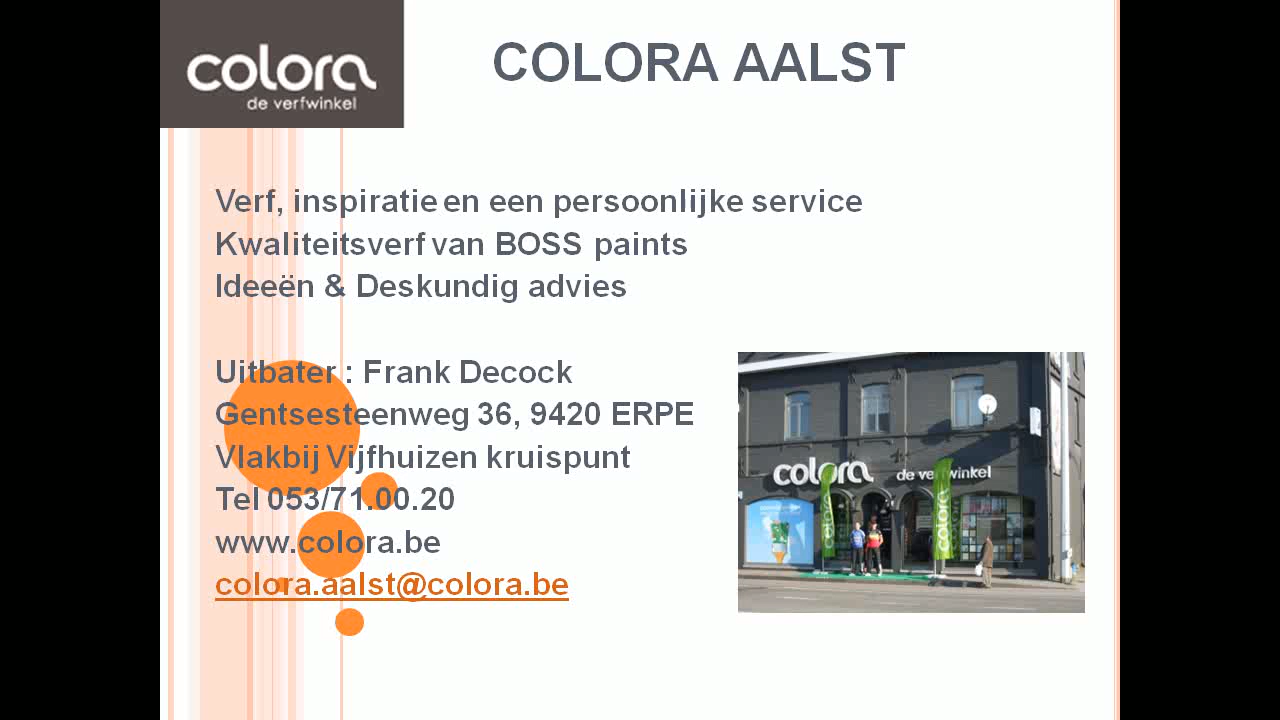 colora
de verfwinkel
COLORA AALST
Verf, inspiratie en een persoonlijke service
Kwaliteitsverf van BOSS paints
Ideeën & Deskundig advies
Uitbater : Frank Decock
Gentsesteenweg 36, 9420 ERPE
Vlakbij Vijfhuizen kruispunt
Tel 053/71.00.20
www.colora.be
colora.aalst@colora.be
colora de verfwinkel
colora
colora